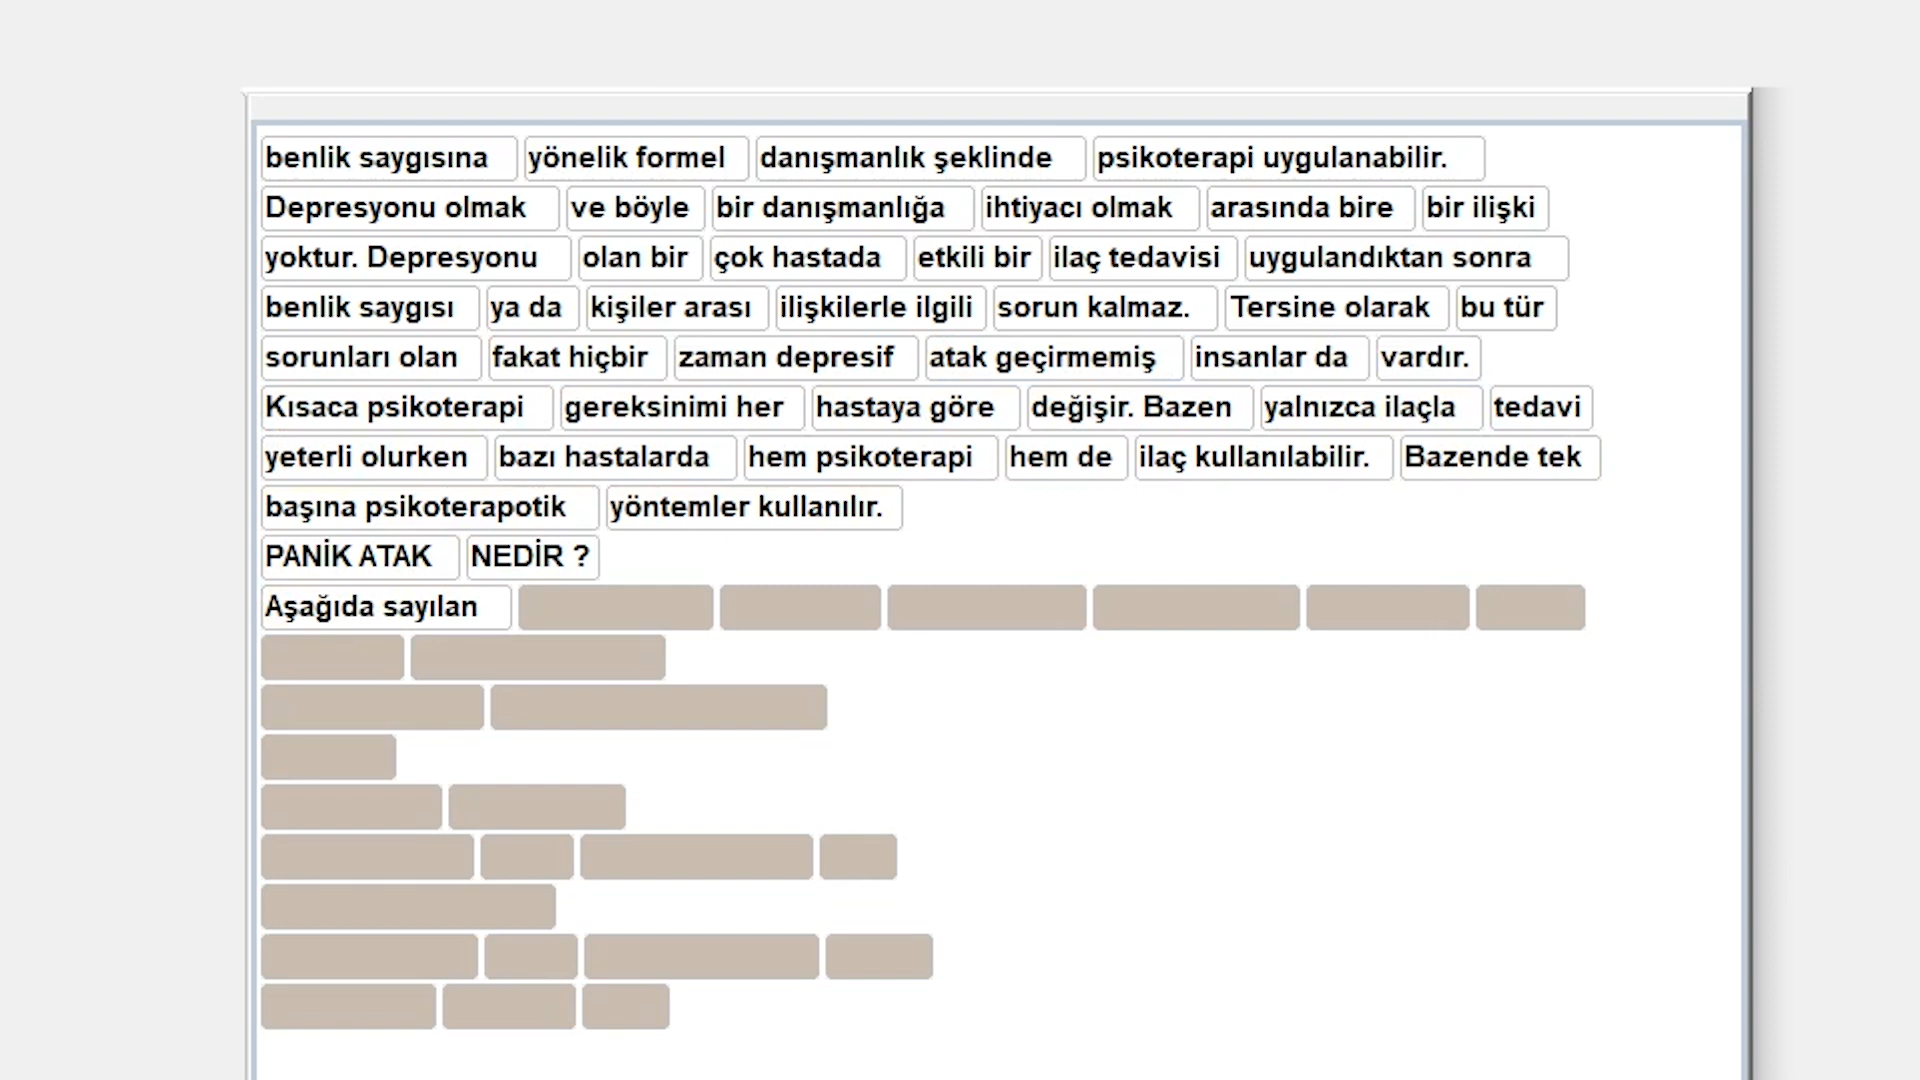 benlik saygısına yönelik formel danışmanlık şeklinde psikoterapi uygulanabilir.
Depresyonu olmak ve böyle bir danışmanlığa ihtiyacı olmak arasında bire bir ilişki
yoktur. Depresyonu olan bir çok hastada etkili bir ilaç tedavisi uygulandıktan sonra
benlik saygısı ya da kişiler arası ilişkilerle ilgili sorun kalmaz. Tersine olarak bu tür
sorunları olan fakat hiçbir zaman depresif atak geçirmemiş insanlar da vardır.
Kısaca psikoterapi gereksinimi her hastaya göre değişir. Bazen yalnızca ilaçla tedavi
yeterli olurken bazı hastalarda hem psikoterapi hem de ilaç kullanılabilir. Bazende tek
başına psikoterapotik yöntemler kullanılır.
PANİK ATAK NEDİR ?
Aşağıda sayılan